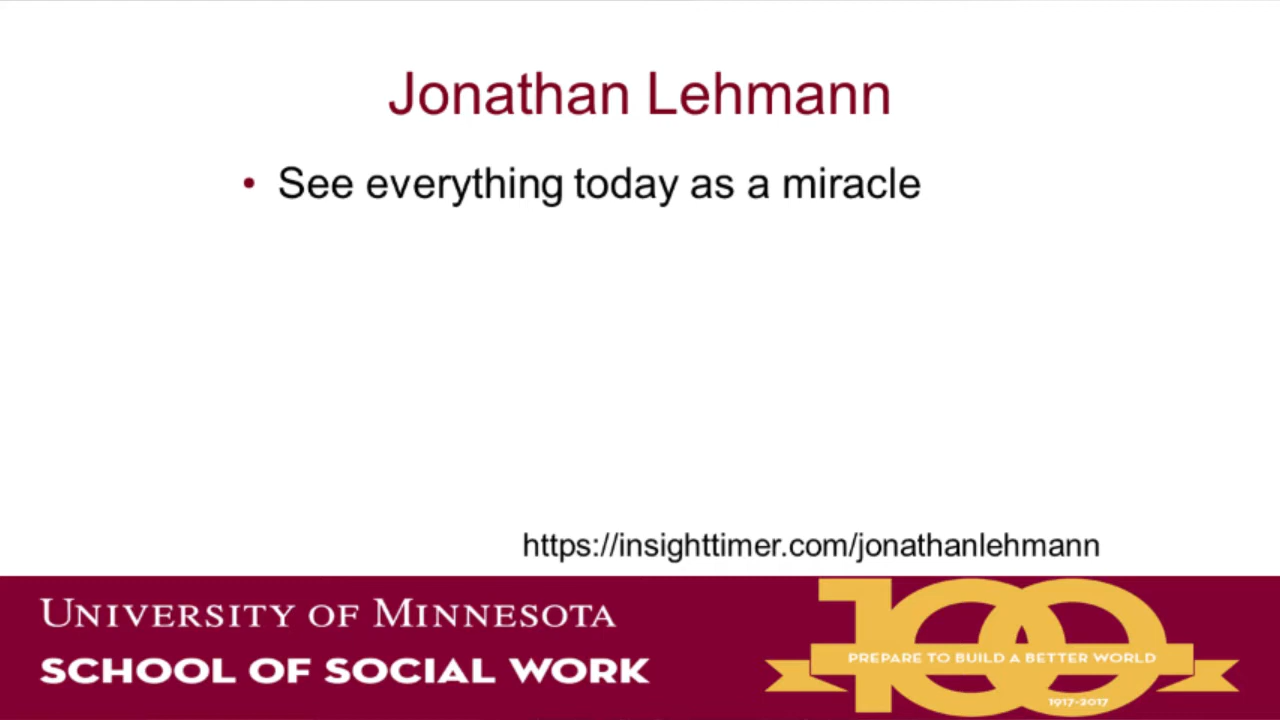 Jonathan Lehmann
• See everything today as a miracle
https://insighttimer.com/jonathanlehmann
UNIVERSITY OF MINNESOTA
SCHOOL OF SOCIAL WORK
100
PREPARE TO BUILD A BETTER WORLD
1917-2017